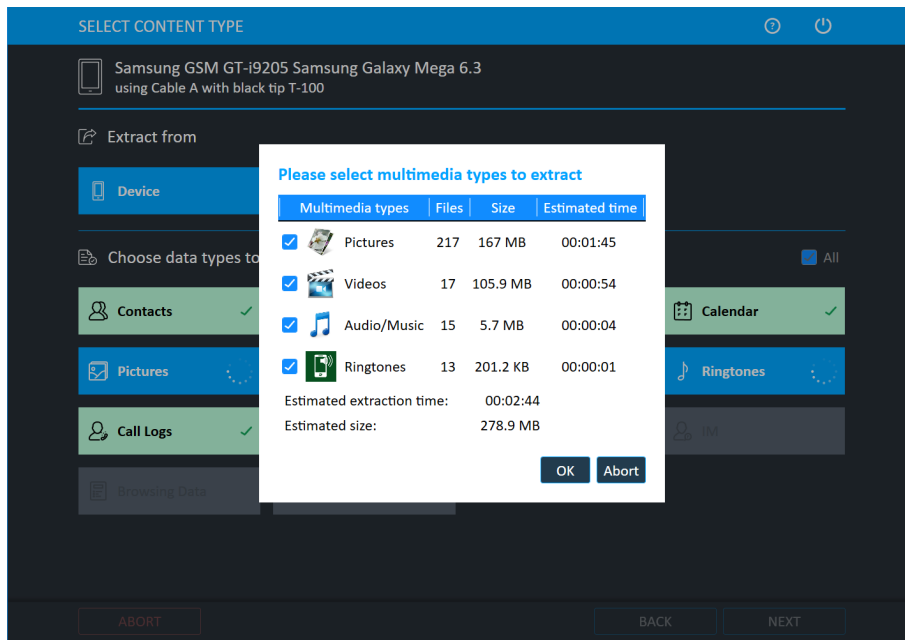 SELECT CONTENT TYPE
Samsung GSM GT-i9205 Samsung Galaxy Mega 6.3
using Cable A with black tip T-100
Extract from
Device
Please select multimedia types to extract
Multimedia types Files Size Estimated time
Pictures 217 167 MB 00:01:45
Videos 17 105.9 MB 00:00:54
Audio/Music 15 5.7 MB 00:00:04
Ringtones 13 201.2 KB 00:00:01
Estimated extraction time: 00:02:44
Estimated size: 278.9 MB
OK Abort
Choose data types to
All
Contacts
Calendar
Pictures
Ringtones
Call Logs
IM
Browsing Data
ABORT
BACK
NEXT